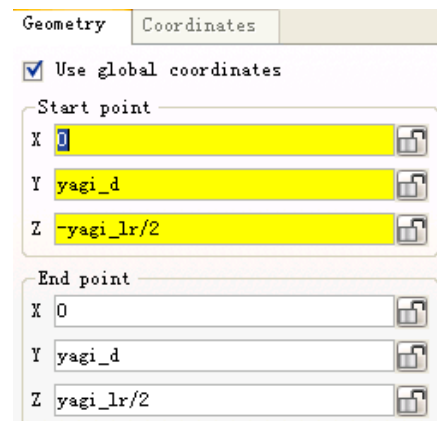 Geometry Coordinates
Use global coordinates
Start point
X 0
Y yagi_d
Z -yagi_lr/2
End point
X 0
Y yagi_d
Z yagi_lr/2